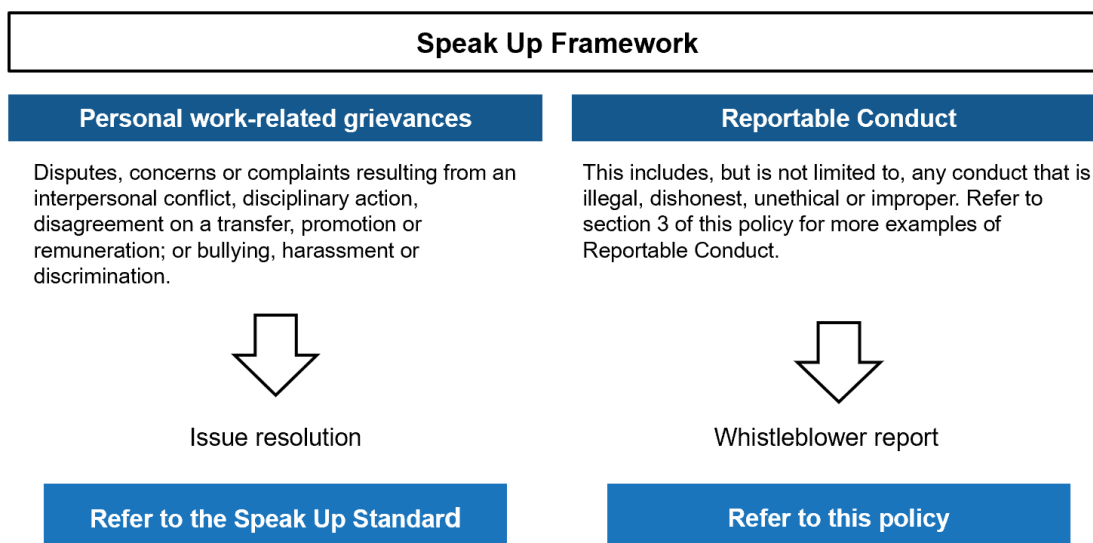 Speak Up Framework
Personal work-related grievances
Disputes, concerns or complaints resulting from an
interpersonal conflict, disciplinary action,
disagreement on a transfer, promotion or
remuneration; or bullying, harassment or
discrimination.
Issue resolution
Refer to the Speak Up Standard
Reportable Conduct
This includes, but is not limited to, any conduct that is
illegal, dishonest, unethical or improper. Refer to
section 3 of this policy for more examples of
Reportable Conduct.
Whistleblower report
Refer to this policy